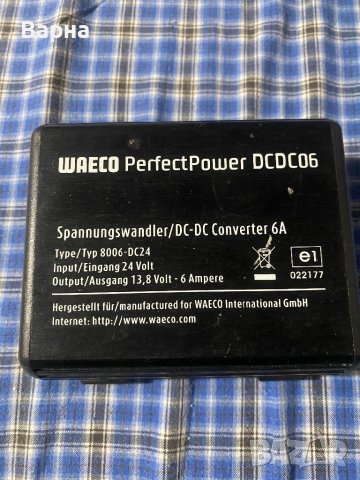 Варна
WAECO PerfectPower DCDC06
Spannungswandler/DC-DC Converter 6A
Type/Typ 8006-DC24
Input/Eingang 24 Volt
Output/Ausgang 13,8 Volt - 6 Ampere
e1
022177
Hergestellt für/manufactured for WAECO International GmbH
Internet: http://www.waeco.com
BAZAR